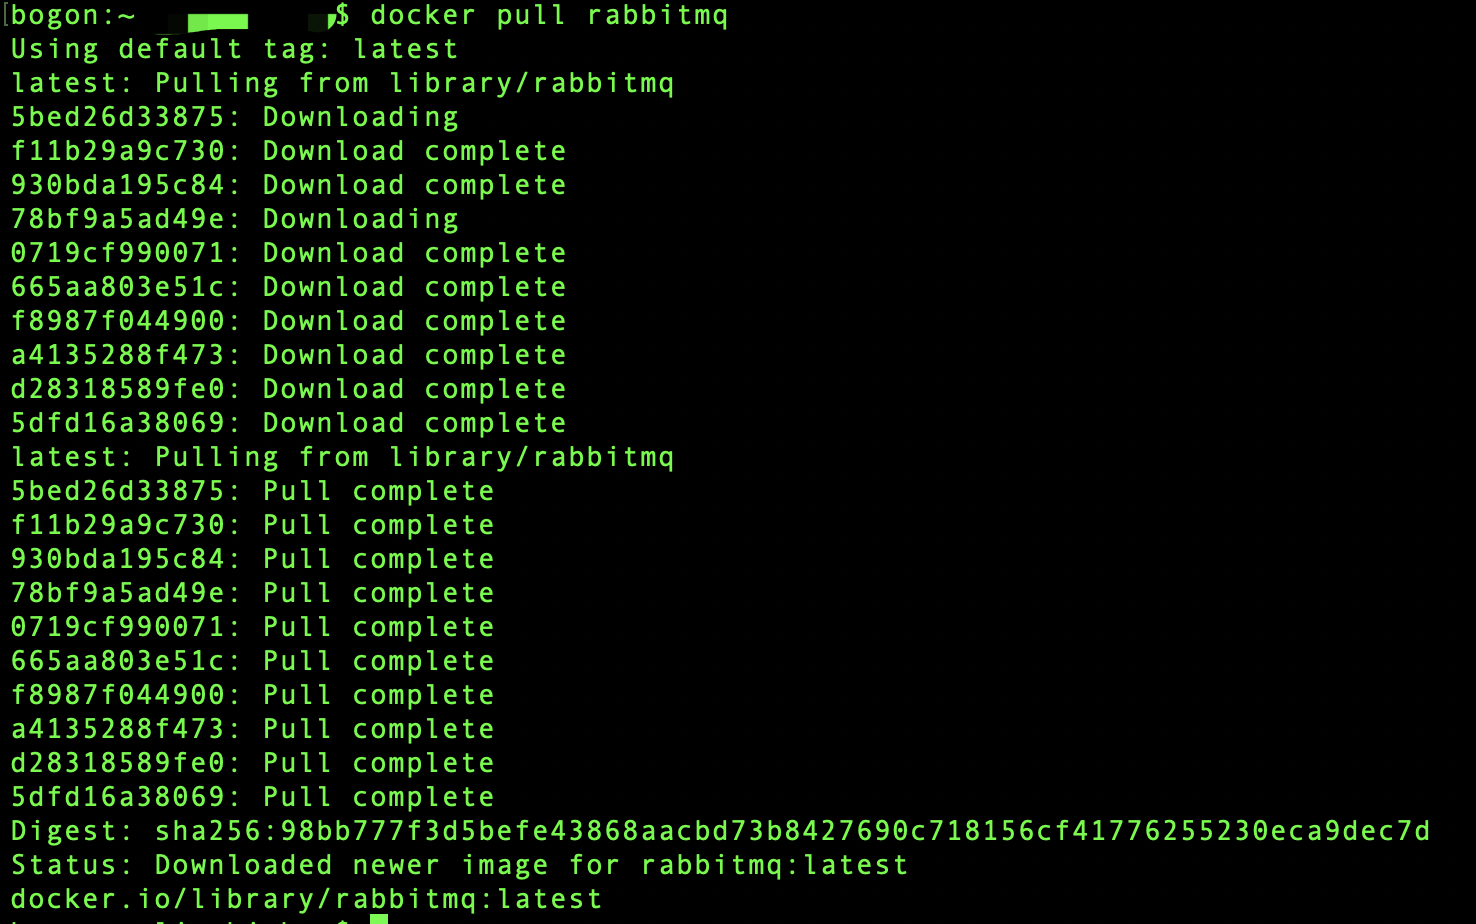 bogon:~ $ docker pull rabbitmq
Using default tag: latest
latest: Pulling from library/rabbitmq
5bed26d33875: Downloading
f11b29a9c730: Download complete
930bda195c84: Download complete
78bf9a5ad49e: Downloading
0719cf990071: Download complete
665aa803e51c: Download complete
f8987f044900: Download complete
a4135288f473: Download complete
d28318589fe0: Download complete
5dfd16a38069: Download complete
latest: Pulling from library/rabbitmq
5bed26d33875: Pull complete
f11b29a9c730: Pull complete
930bda195c84: Pull complete
78bf9a5ad49e: Pull complete
0719cf990071: Pull complete
665aa803e51c: Pull complete
f8987f044900: Pull complete
a4135288f473: Pull complete
d28318589fe0: Pull complete
5dfd16a38069: Pull complete
Digest: sha256:98bb777f3d5befe43868aacbd73b8427690c718156cf41776255230eca9dec7d
Status: Downloaded newer image for rabbitmq:latest
docker.io/library/rabbitmq:latest